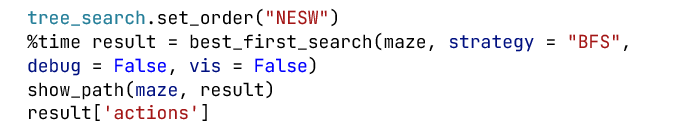 tree_search.set_order("NESW")
%time result = best_first_search(maze, strategy = "BFS",
debug = False, vis = False)
show_path(maze, result)
result['actions']